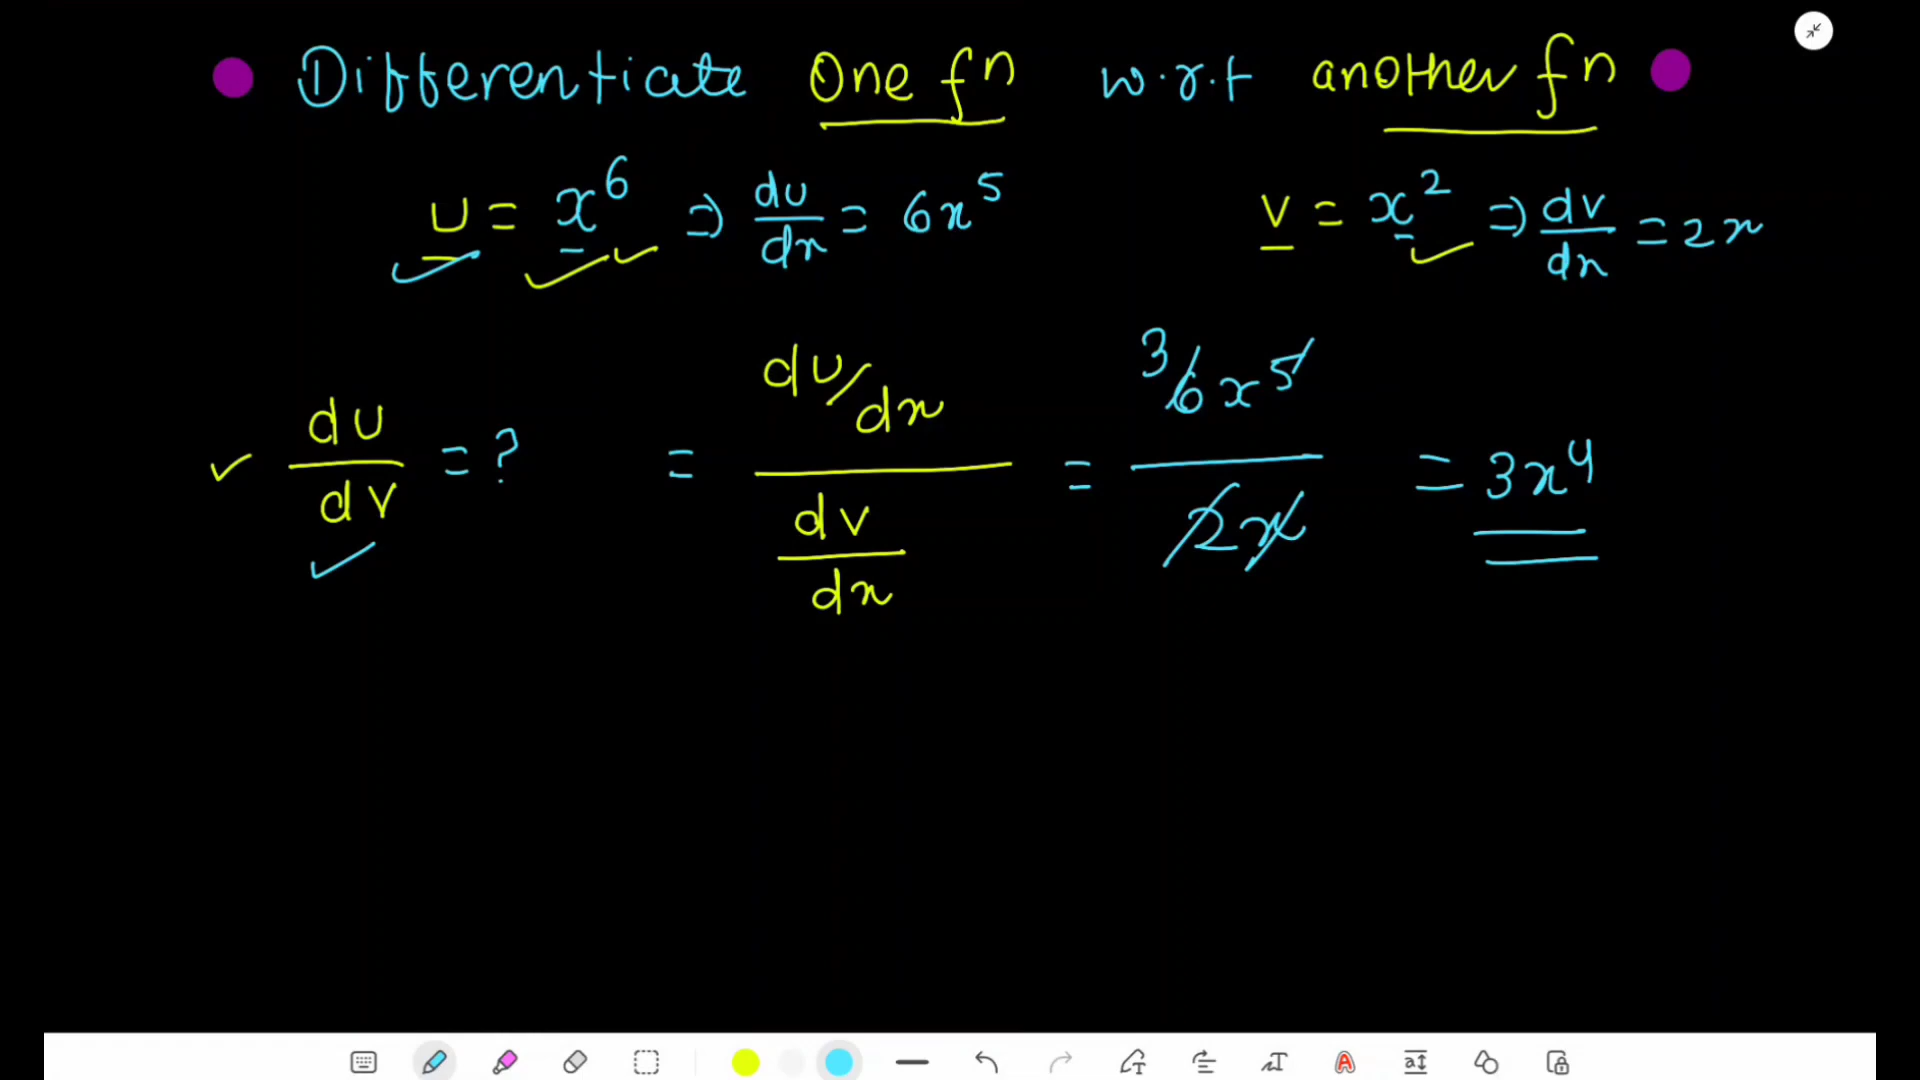 Differentiate One fn w.r.t another fn
u = x^6 ⇒ du/dx = 6x^5
v = x^2 ⇒ dv/dx = 2x
du/dv = ? = (du/dx)/(dv/dx) = 3 6x^5/2x = 3x^4